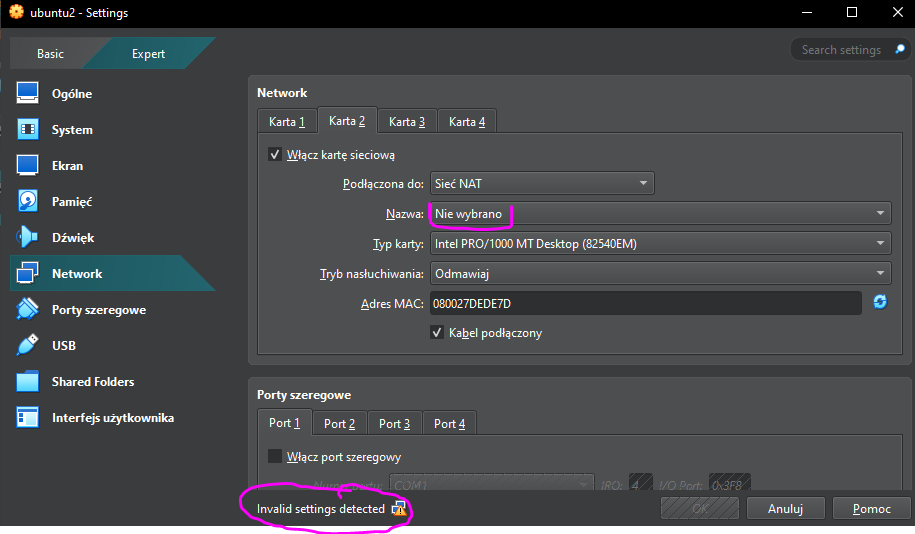 ubuntu2 - Settings
Basic
Expert
Search settings
Ogólne
System
Ekran
Pamięć
Dźwięk
Network
Porty szeregowe
USB
Shared Folders
Interfejs użytkownika
Network
Karta 1
Karta 2
Karta 3
Karta 4
Włącz kartę sieciową
Podłączona do: Sieć NAT
Nazwa: Nie wybrano
Typ karty: Intel PRO/1000 MT Desktop (82540EM)
Tryb nasłuchiwania: Odmawiaj
Adres MAC: 080027DEDE7D
Kabel podłączony
Porty szeregowe
Port 1
Port 2
Port 3
Port 4
Włącz port szeregowy
Numer portu: COM1 IRQ: 4 I/O Port: 0x3F8
Invalid settings detected
OK
Anuluj
Pomoc